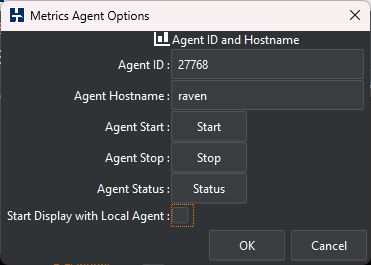 Metrics Agent Options
Agent ID and Hostname
Agent ID : 27768
Agent Hostname : raven
Agent Start : Start
Agent Stop : Stop
Agent Status : Status
Start Display with Local Agent :
OK Cancel